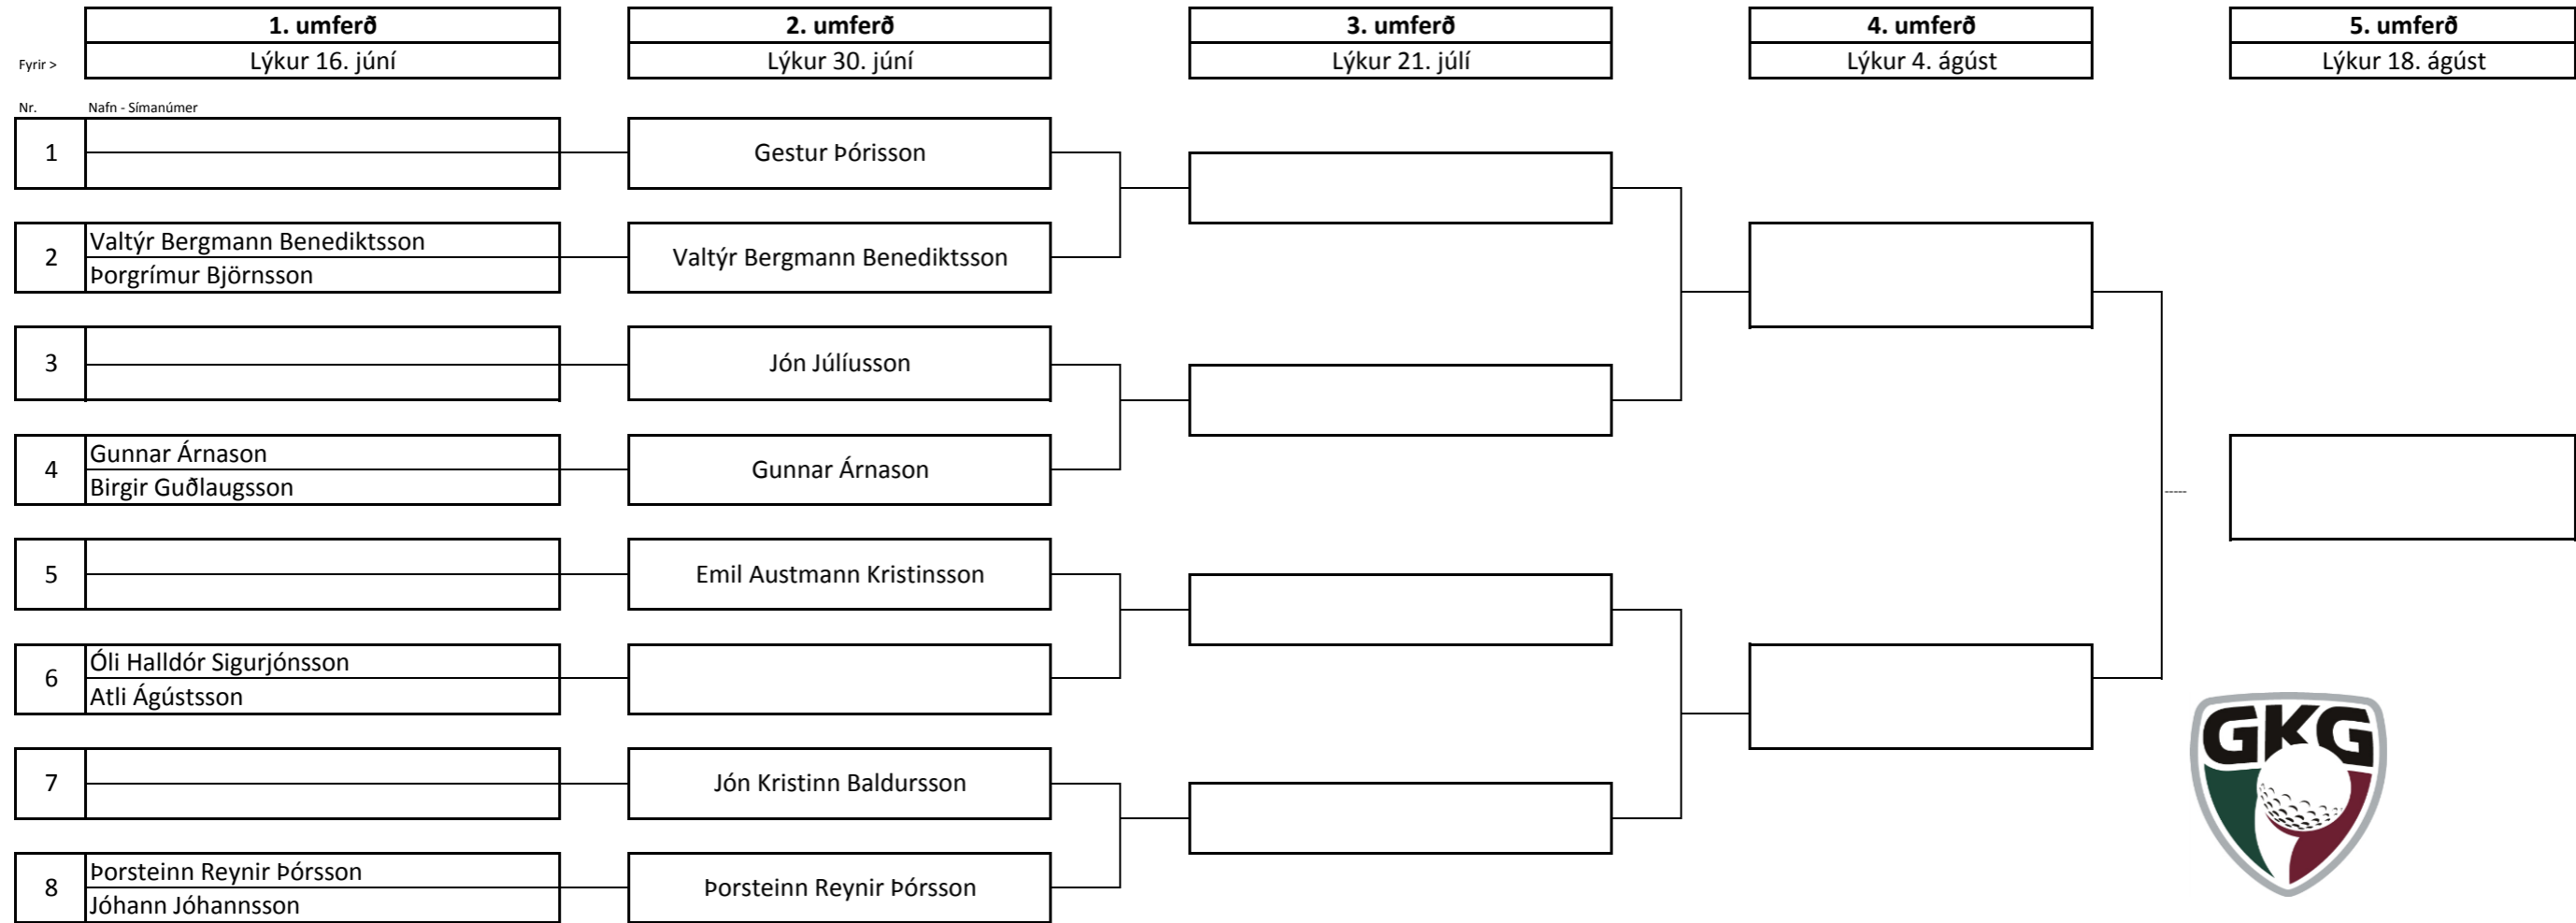 1. umferð
2. umferð
3. umferð
4. umferð
5. umferð
Fyrir >
Lýkur 16. júní
Lýkur 30. júní
Lýkur 21. júlí
Lýkur 4. ágúst
Lýkur 18. ágúst
Nr.
Nafn - Símanúmer
1
Gestur Þórisson
2
Valtýr Bergmann Benediktsson
Þorgrímur Björnsson
Valtýr Bergmann Benediktsson
3
Jón Júlíusson
4
Gunnar Árnason
Birgir Guðlaugsson
Gunnar Árnason
-----
5
Emil Austmann Kristinsson
6
Óli Halldór Sigurjónsson
Atli Ágústsson
7
Jón Kristinn Baldursson
8
Þorsteinn Reynir Þórsson
Jóhann Jóhannsson
Þorsteinn Reynir Þórsson
GKG